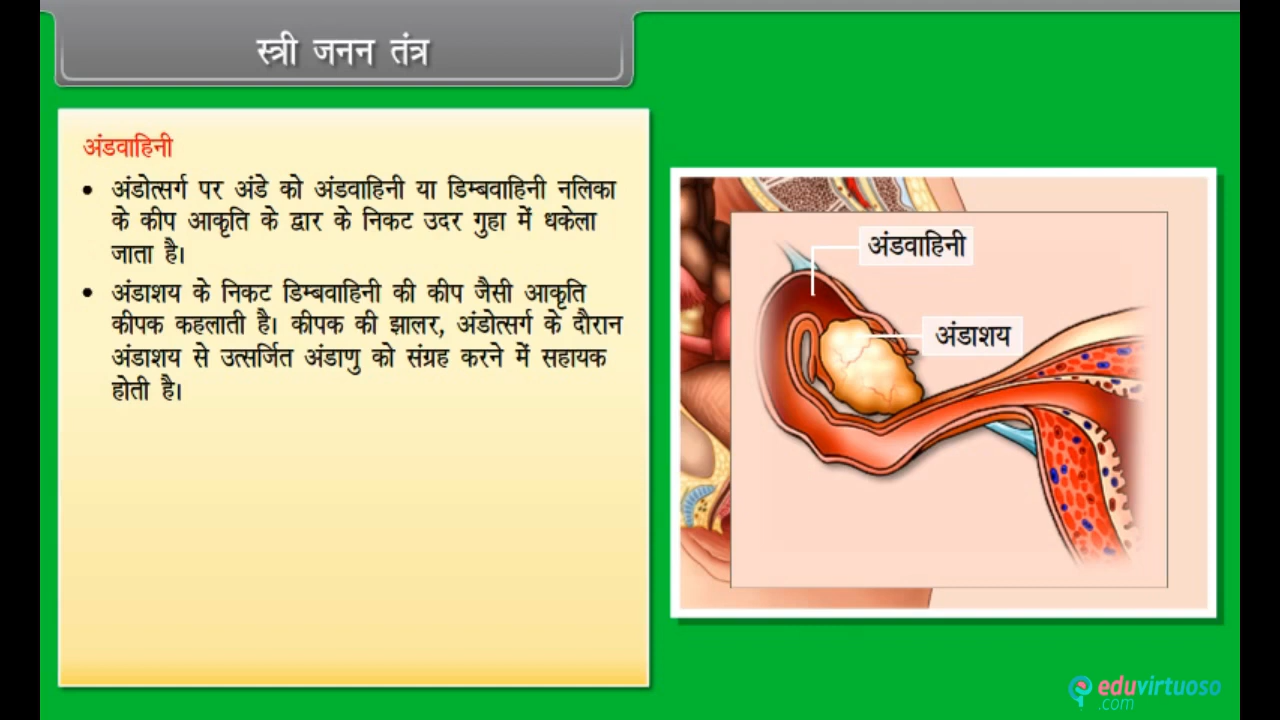 स्त्री जनन तंत्र
अंडवाहिनी
• अंडोत्सर्ग पर अंडे को अंडवाहिनी या डिम्बवाहिनी नलिका
के कीप आकृति के द्वार के निकट उदर गुहा में धकेला
जाता है।
• अंडाशय के निकट डिम्बवाहिनी की कीप जैसी आकृति
कीपक कहलाती है। कीपक की झालर, अंडोत्सर्ग के दौरान
अंडाशय से उत्सर्जित अंडाणु को संग्रह करने में सहायक
होती है।
अंडवाहिनी
अंडाशय
eduvirtuoso
.com